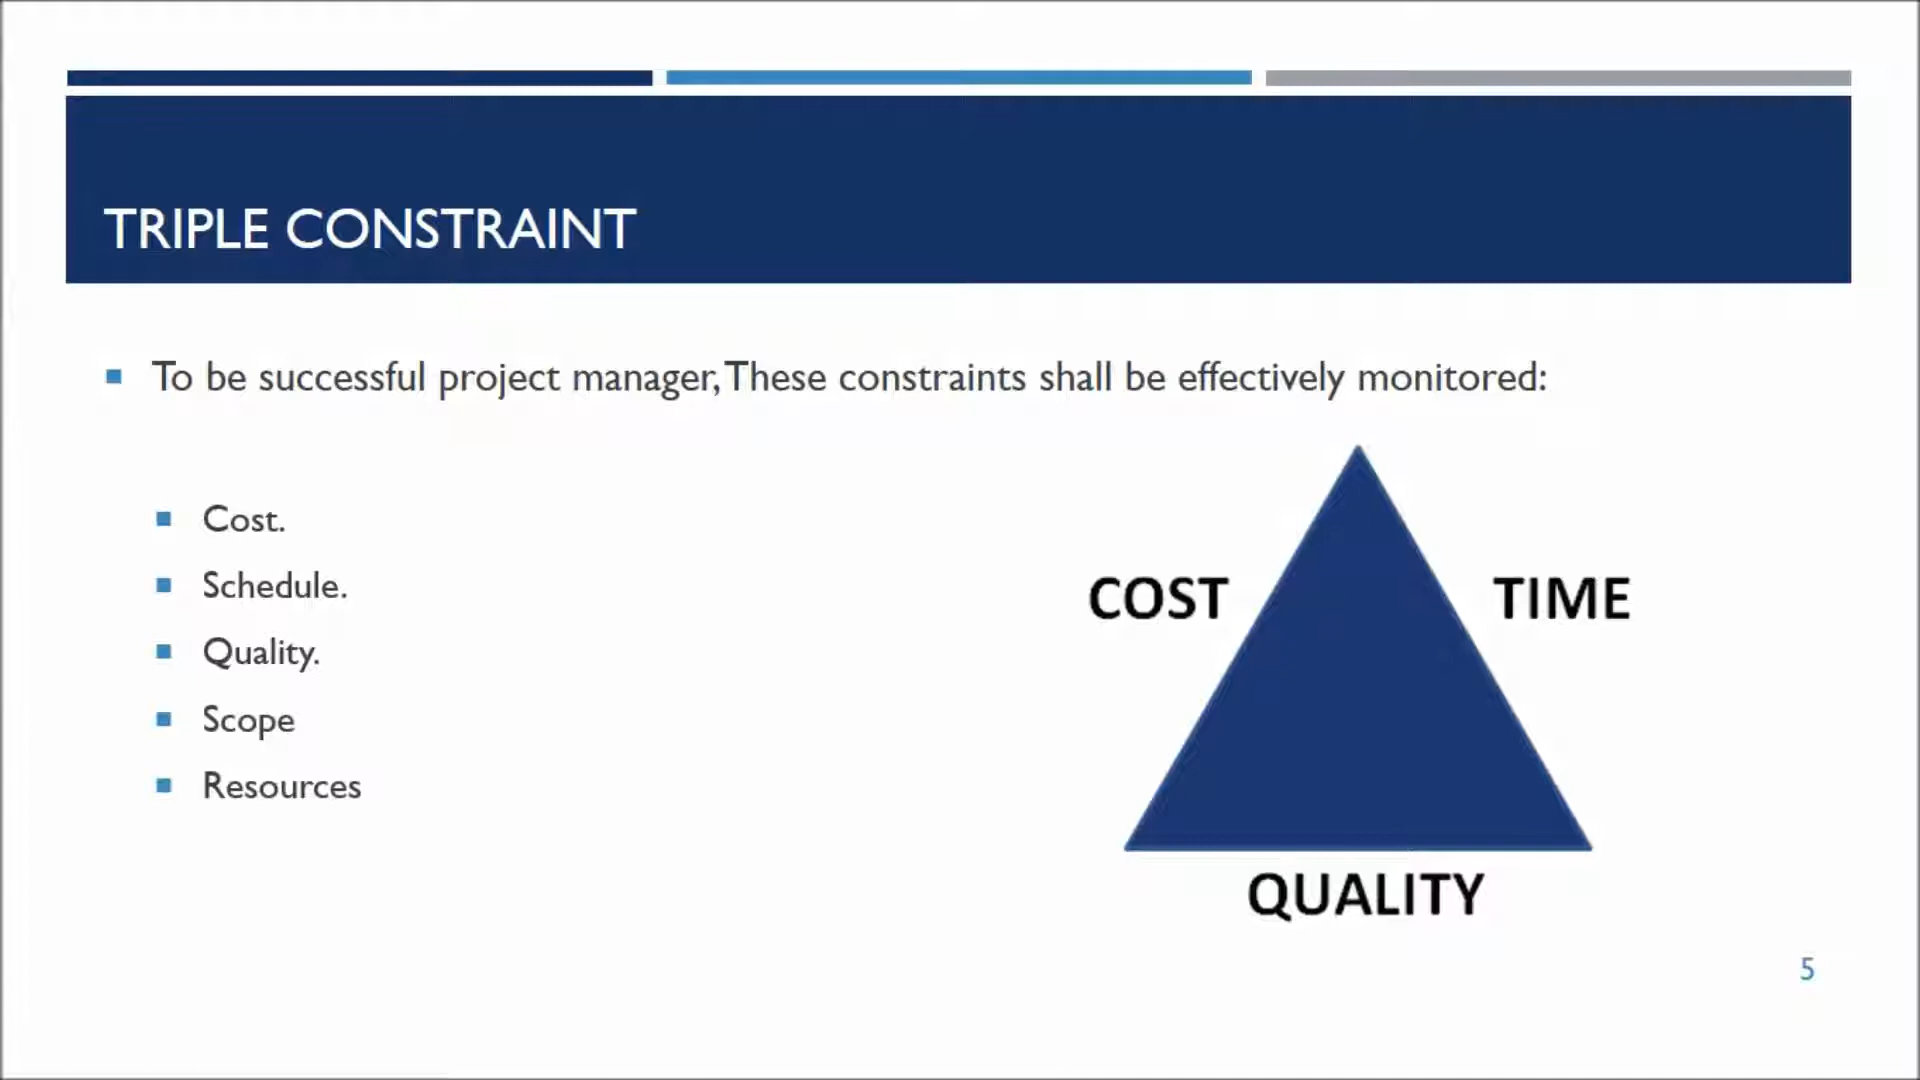 TRIPLE CONSTRAINT
To be successful project manager, These constraints shall be effectively monitored:
Cost.
Schedule.
Quality.
Scope
Resources
COST
TIME
QUALITY
5